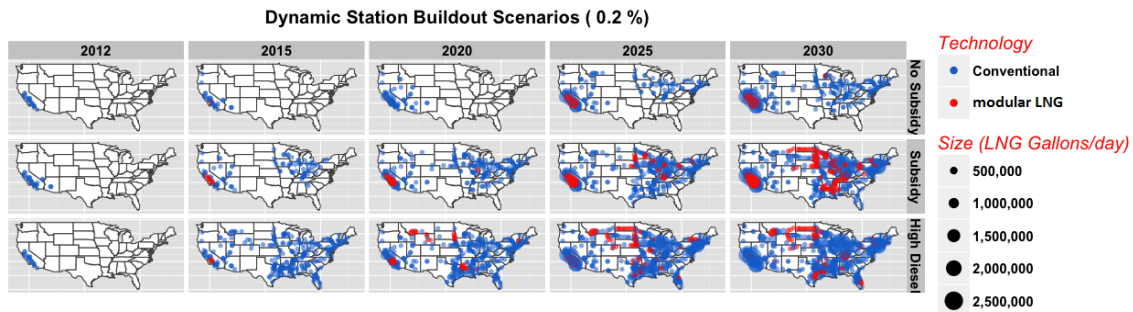 Dynamic Station Buildout Scenarios ( 0.2 %)
2012
2015
2020
2025
2030
No Subsidy
Subsidy
High Diesel
Technology
Conventional
modular LNG
Size (LNG Gallons/day)
500,000
1,000,000
1,500,000
2,000,000
2,500,000